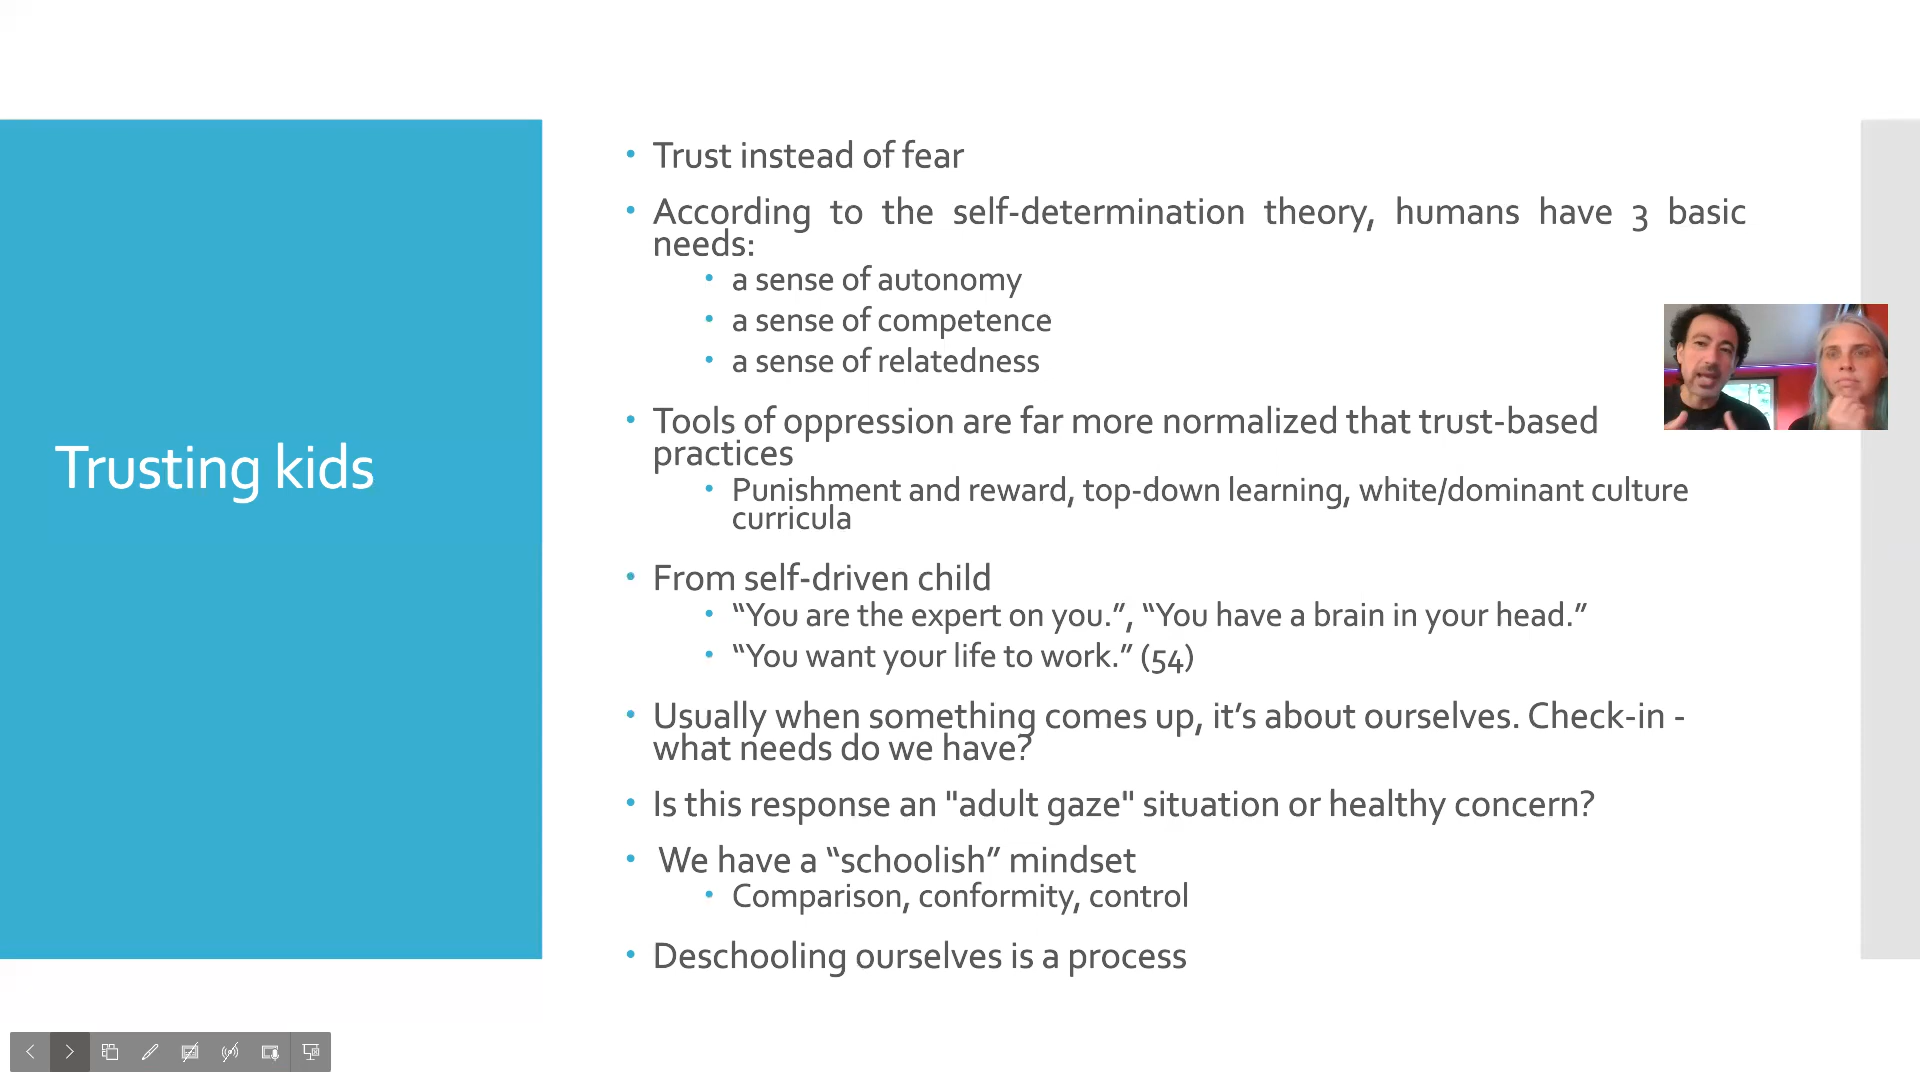 Trusting kids
• Trust instead of fear
• According to the self-determination theory, humans have 3 basic
needs:
• a sense of autonomy
• a sense of competence
• a sense of relatedness
• Tools of oppression are far more normalized that trust-based
practices
• Punishment and reward, top-down learning, white/dominant culture
curricula
• From self-driven child
• “You are the expert on you.”, “You have a brain in your head.”
• “You want your life to work.” (54)
• Usually when something comes up, it’s about ourselves. Check-in -
what needs do we have?
• Is this response an "adult gaze" situation or healthy concern?
• We have a “schoolish” mindset
• Comparison, conformity, control
• Deschooling ourselves is a process